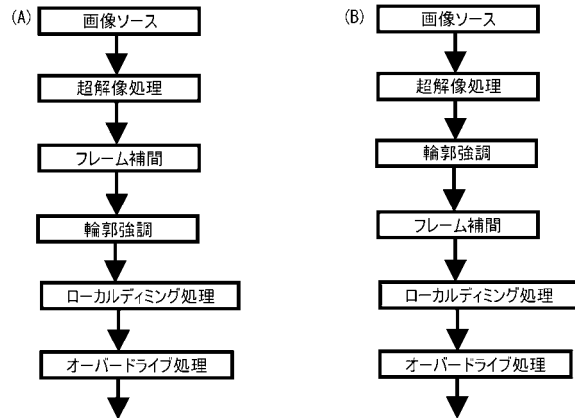 (A)
画像ソース
超解像処理
フレーム補間
輪郭強調
ローカルディミング処理
オーバードライブ処理
(B)
画像ソース
超解像処理
輪郭強調
フレーム補間
ローカルディミング処理
オーバードライブ処理